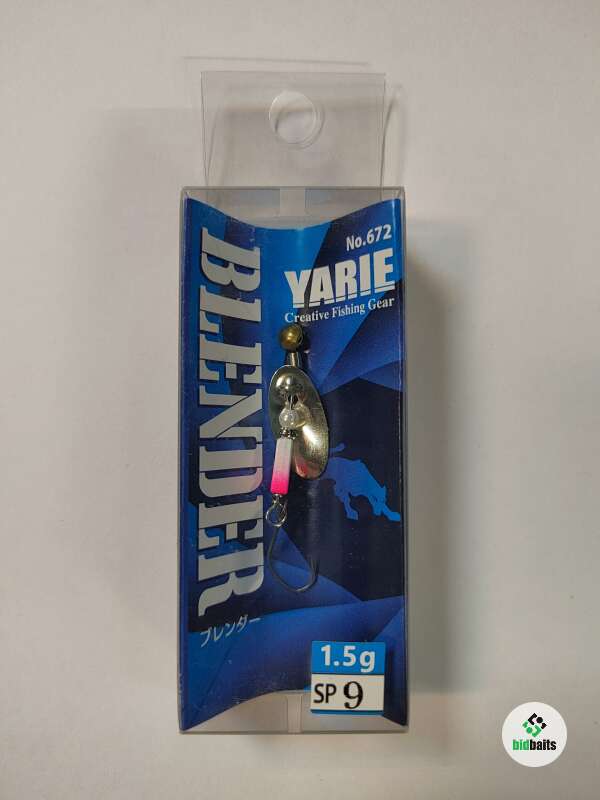 No.672
YARIE
Creative Fishing Gear
BLENDER
ブレンダー
1.5g
SP 9
bidbaits